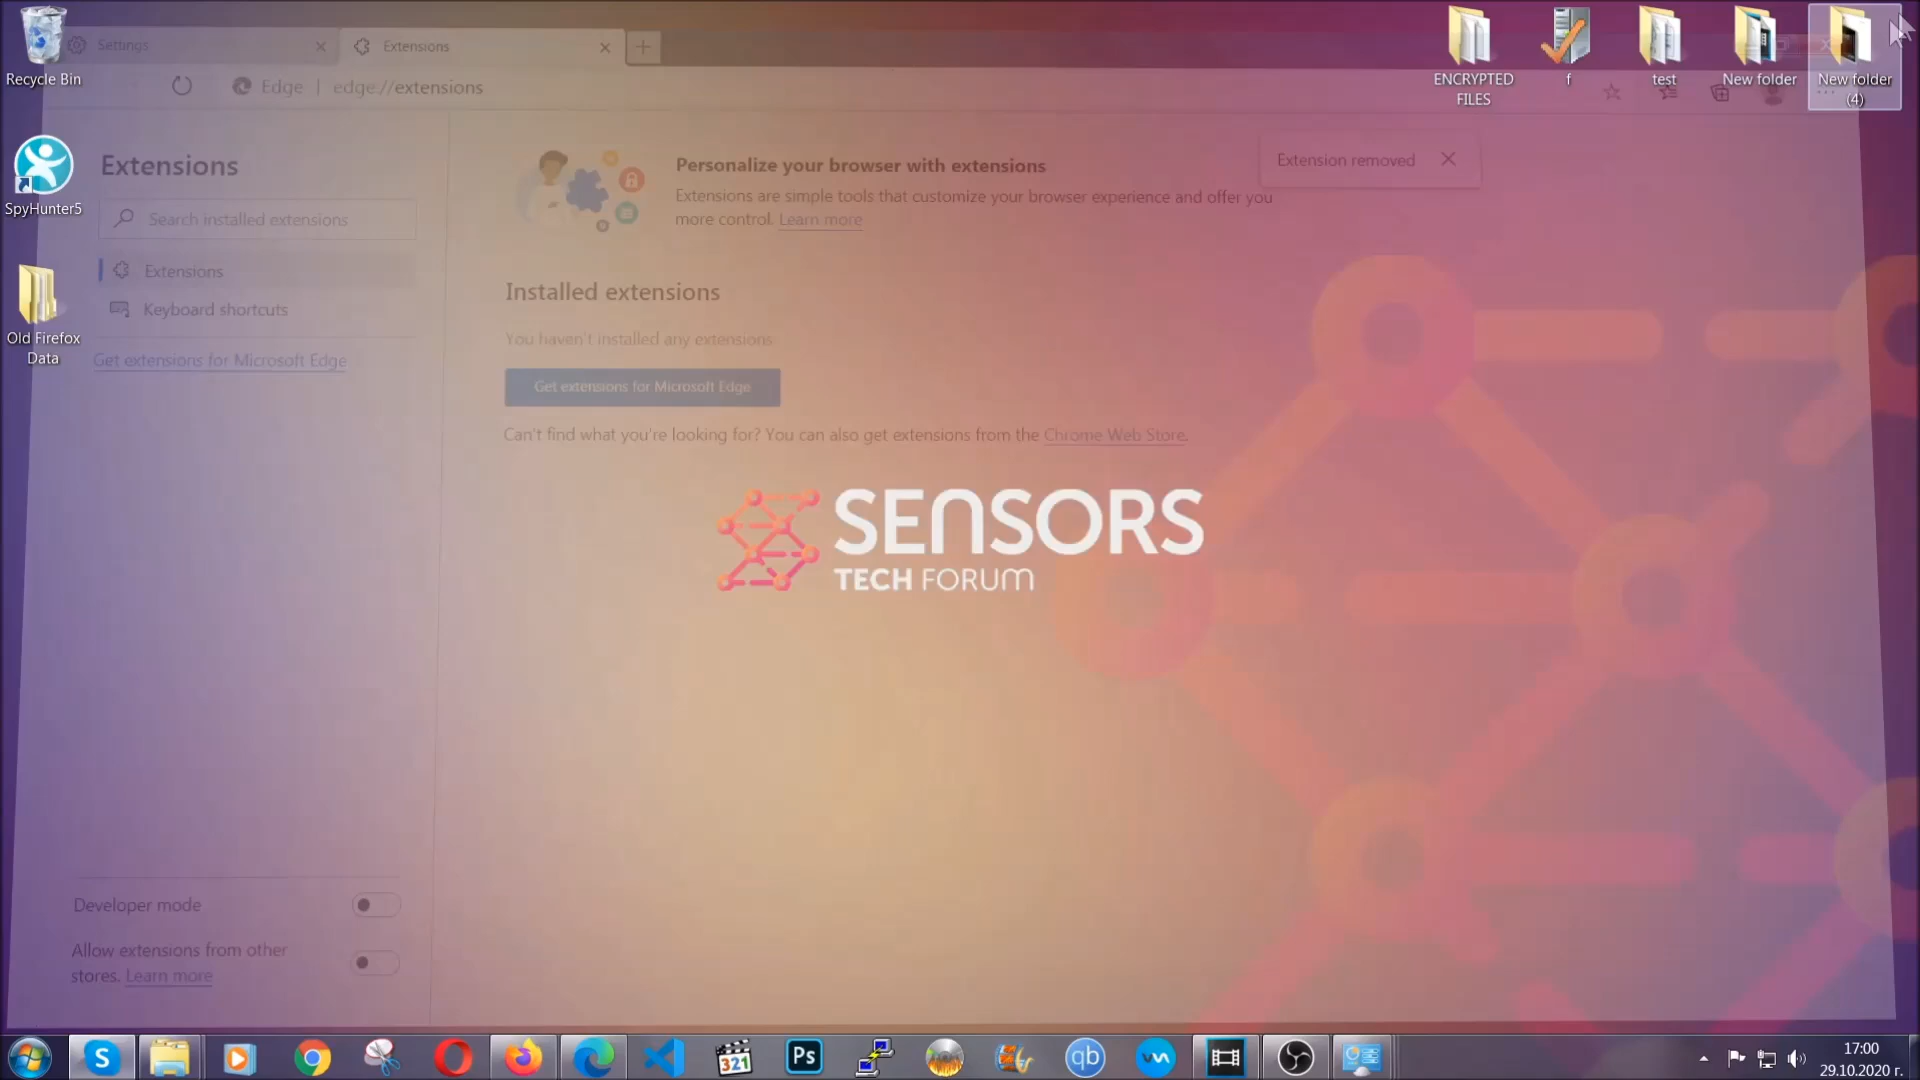 Recycle Bin
Settings
Extensions
Edge | edge://extensions
ENCRYPTED
FILES
f
test
New folder
New folder
(4)
SpyHunter5
Old Firefox
Data
Extensions
Search installed extensions
Extensions
Keyboard shortcuts
Get extensions for Microsoft Edge
Personalize your browser with extensions
Extensions are simple tools that customize your browser experience and offer you
more control. Learn more
Extension removed
Installed extensions
You haven't installed any extensions
Get extensions for Microsoft Edge
Can't find what you're looking for? You can also get extensions from the Chrome Web Store.
SENSORS
TECH FORUM
Developer mode
Allow extensions from other
stores. Learn more
S
321
Ps
qb
17:00
29.10.2020 г.